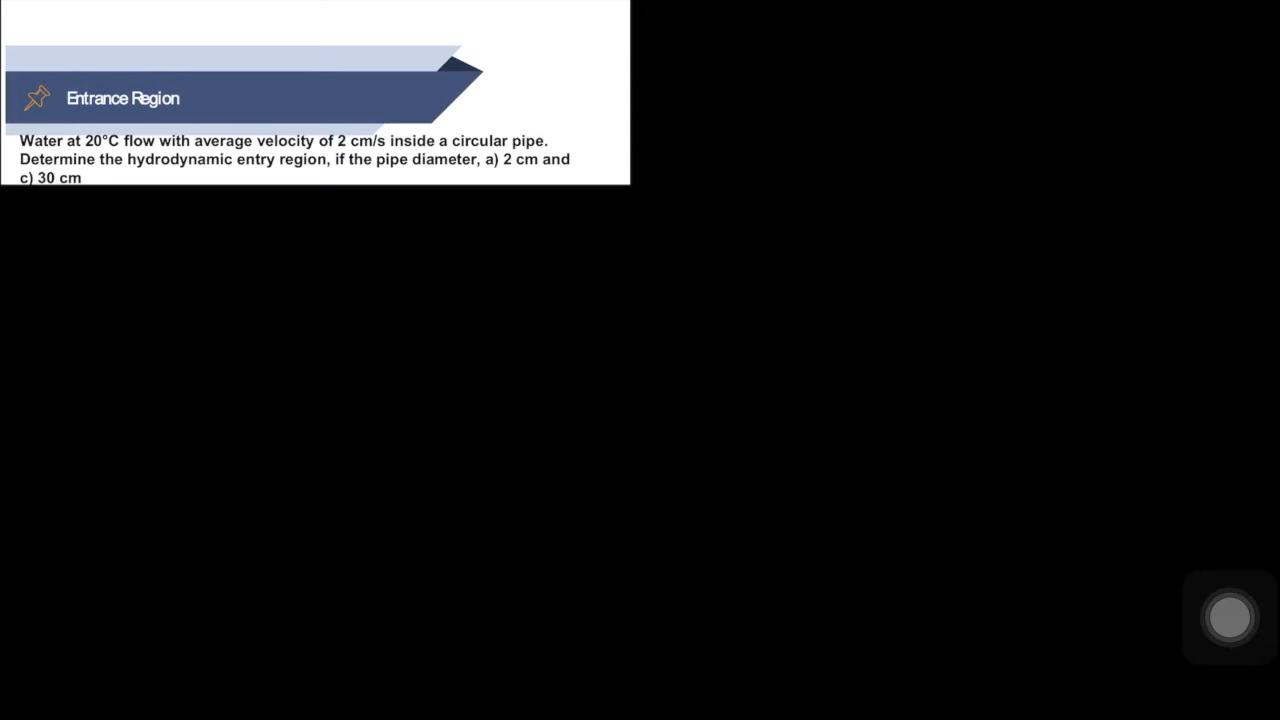 Entrance Region
Water at 20°C flow with average velocity of 2 cm/s inside a circular pipe.
Determine the hydrodynamic entry region, if the pipe diameter, a) 2 cm and
c) 30 cm